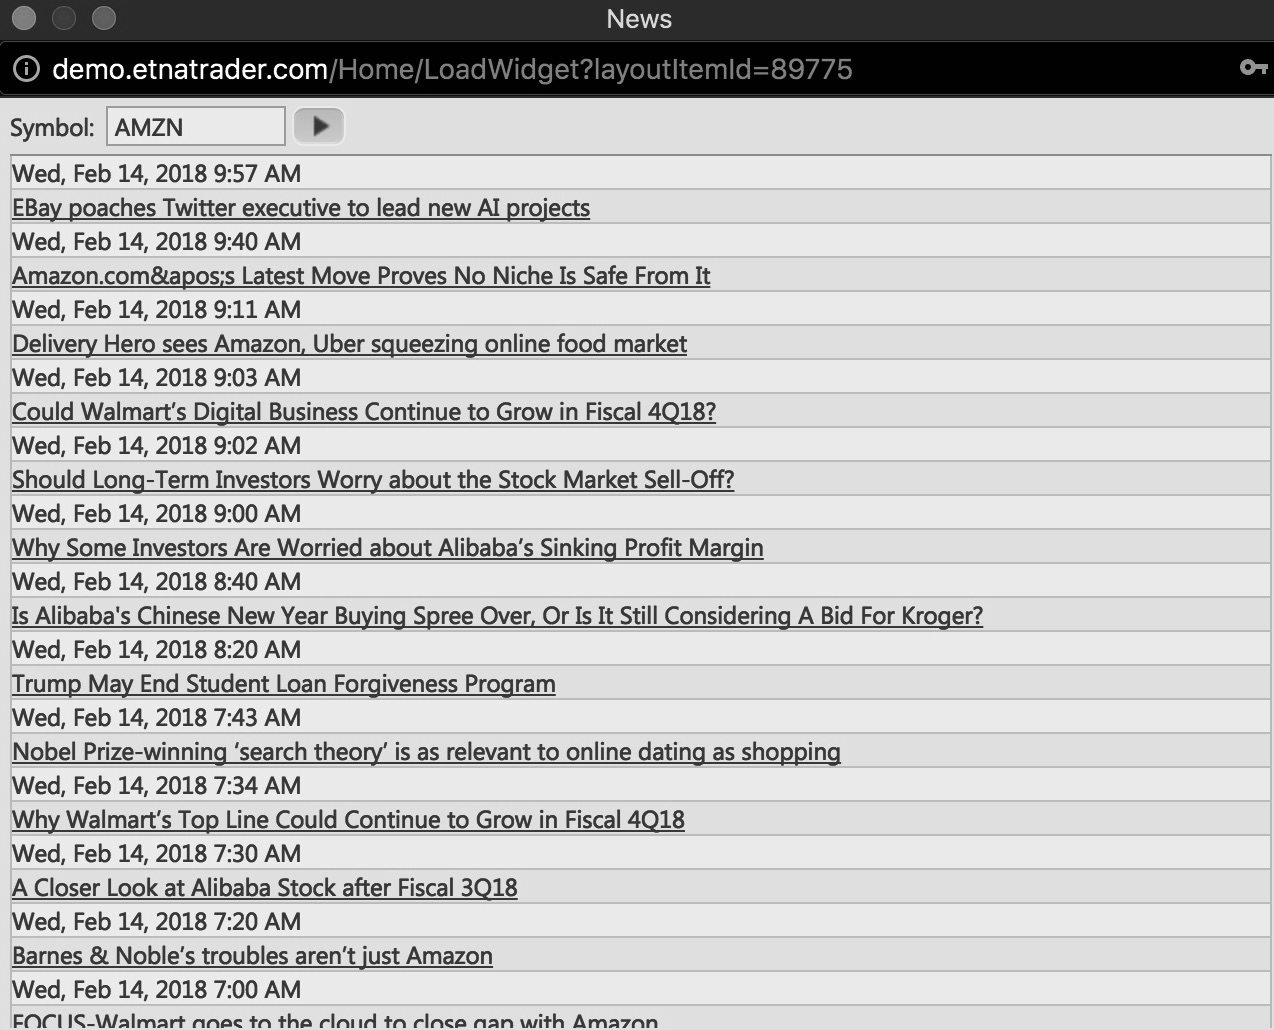 News
demo.etnatrader.com/Home/LoadWidget?layoutItemId=89775
Symbol: AMZN
Wed, Feb 14, 2018 9:57 AM
EBay poaches Twitter executive to lead new AI projects
Wed, Feb 14, 2018 9:40 AM
Amazon.com&apos;s Latest Move Proves No Niche Is Safe From It
Wed, Feb 14, 2018 9:11 AM
Delivery Hero sees Amazon, Uber squeezing online food market
Wed, Feb 14, 2018 9:03 AM
Could Walmart’s Digital Business Continue to Grow in Fiscal 4Q18?
Wed, Feb 14, 2018 9:02 AM
Should Long-Term Investors Worry about the Stock Market Sell-Off?
Wed, Feb 14, 2018 9:00 AM
Why Some Investors Are Worried about Alibaba’s Sinking Profit Margin
Wed, Feb 14, 2018 8:40 AM
Is Alibaba's Chinese New Year Buying Spree Over, Or Is It Still Considering A Bid For Kroger?
Wed, Feb 14, 2018 8:20 AM
Trump May End Student Loan Forgiveness Program
Wed, Feb 14, 2018 7:43 AM
Nobel Prize-winning ‘search theory’ is as relevant to online dating as shopping
Wed, Feb 14, 2018 7:34 AM
Why Walmart’s Top Line Could Continue to Grow in Fiscal 4Q18
Wed, Feb 14, 2018 7:30 AM
A Closer Look at Alibaba Stock after Fiscal 3Q18
Wed, Feb 14, 2018 7:20 AM
Barnes & Noble’s troubles aren’t just Amazon
Wed, Feb 14, 2018 7:00 AM
FOCUS-Walmart goes to the cloud to close gap with Amazon